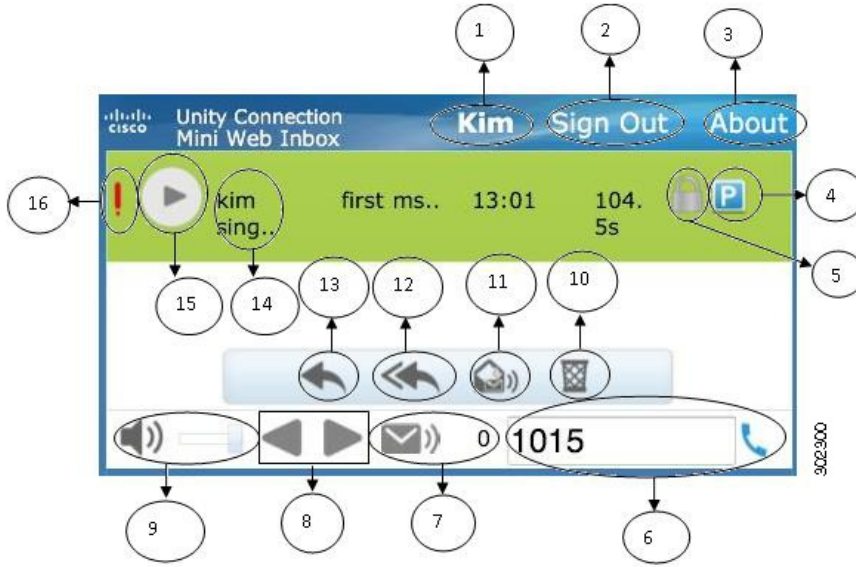 1
2
3
CISCO
Unity Connection
Mini Web Inbox
Kim
Sign Out
About
16
kim
sing..
first ms..
13:01
104.
5s
P
4
5
15
14
13
12
11
10
0
1015
9
8
7
6
302300